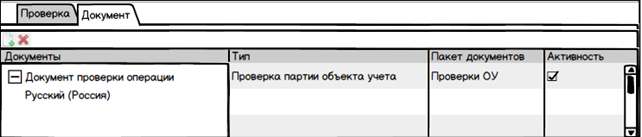 Проверка Документ
Документы Тип Пакет документов Активность
Документ проверки операции Проверка партии объекта учета Проверки ОУ
Русский (Россия)